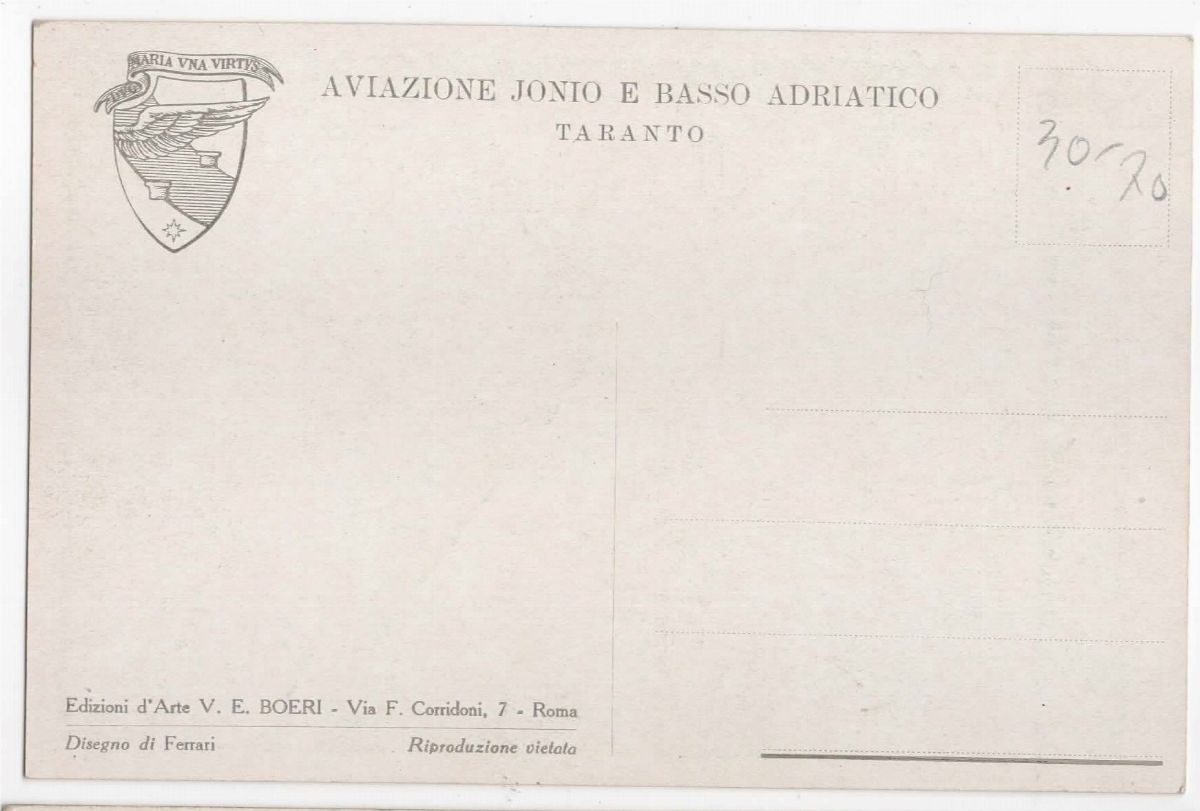 MARIA VNA VIRTVS
AVIAZIONE JONIO E BASSO ADRIATICO
TARANTO
30-20
Edizioni d'Arte V. E. BOERI - Via F. Corridoni, 7 - Roma
Disegno di Ferrari
Riproduzione vietata